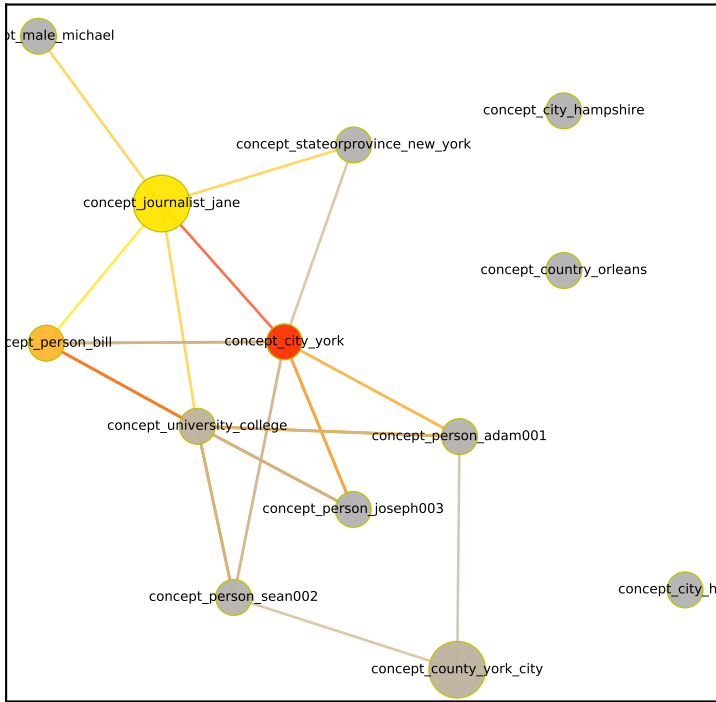 pt_male_michael
concept_city_hampshire
concept_stateorprovince_new_york
concept_journalist_jane
concept_country_orleans
cept_person_bill
concept_city_york
concept_university_college
concept_person_adam001
concept_person_joseph003
concept_person_sean002
concept_city_h
concept_county_york_city